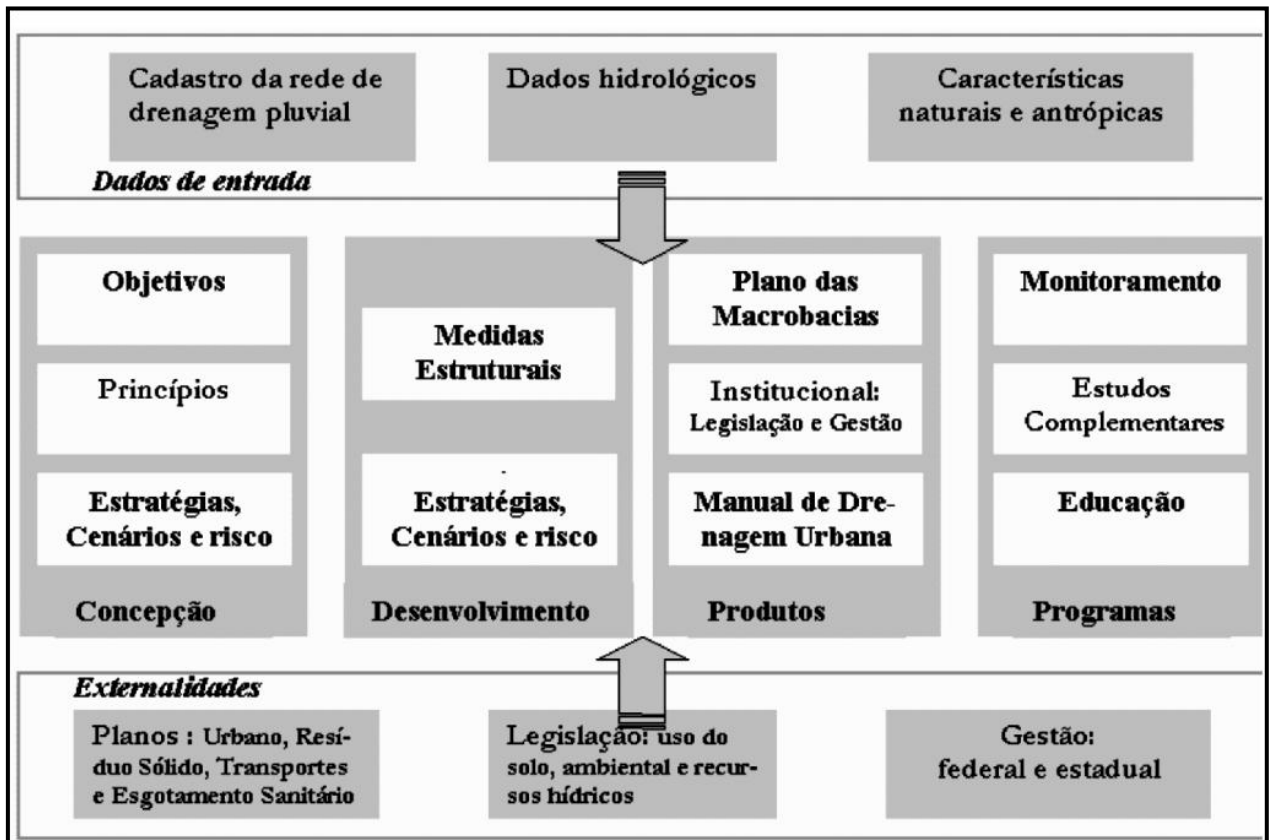 Cadastro da rede de
drenagem pluvial
Dados hidrológicos
Características
naturais e antrópicas
Dados de entrada
Objetivos
Princípios
Estratégias,
Cenários e risco
Concepção
Medidas
Estruturais
Estratégias,
Cenários e risco
Desenvolvimento
Plano das
Macrobacias
Institucional:
Legislação e Gestão
Manual de Dre-
nagem Urbana
Produtos
Monitoramento
Estudos
Complementares
Educação
Programas
Externalidades
Planos : Urbano, Resí-
duo Sólido, Transportes
e Esgotamento Sanitário
Legislação: uso do
solo, ambiental e recur-
sos hídricos
Gestão:
federal e estadual